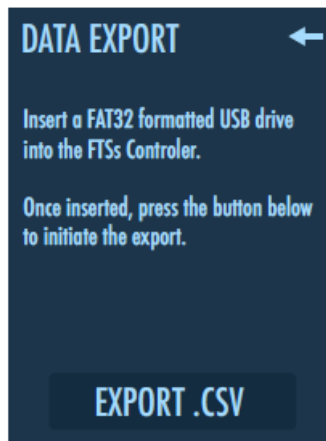 DATA EXPORT
Insert a FAT32 formatted USB drive
into the FTSs Controler.
Once inserted, press the button below
to initiate the export.
EXPORT .CSV